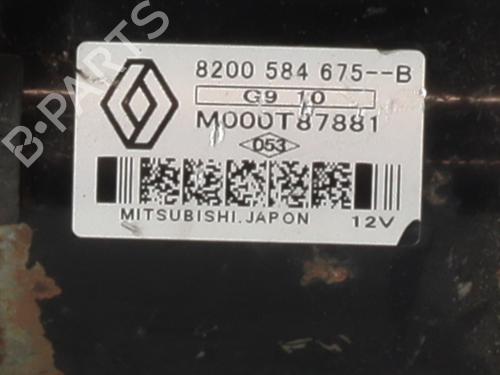 8200 584 675--B
G9 10
M000T87881
D53
MITSUBISHI.JAPON 12V
B-PARTS